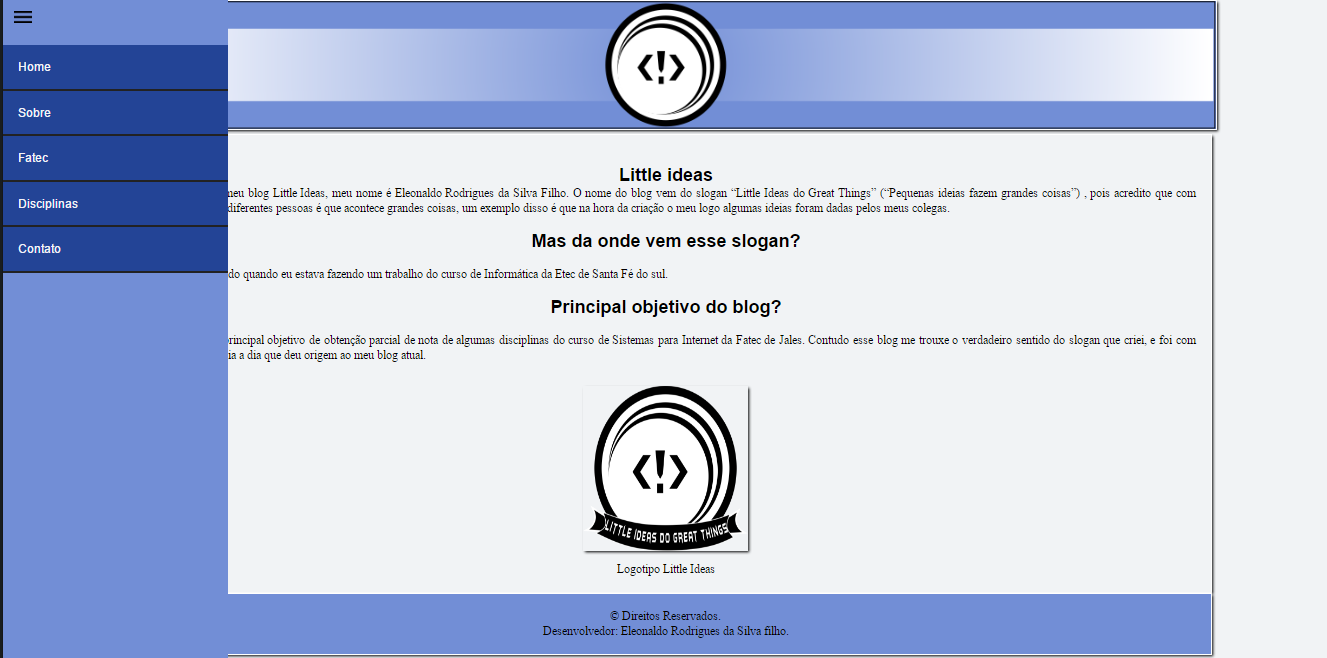 Home
Sobre
Fatec
Disciplinas
Contato
<!>
Little ideas
meu blog Little Ideas, meu nome é Eleonaldo Rodrigues da Silva Filho. O nome do blog vem do slogan “Little Ideas do Great Things” (“Pequenas ideias fazem grandes coisas”) , pois acredito que com
diferentes pessoas é que acontece grandes coisas, um exemplo disso é que na hora da criação o meu logo algumas ideias foram dadas pelos meus colegas.
Mas da onde vem esse slogan?
do quando eu estava fazendo um trabalho do curso de Informática da Etec de Santa Fé do sul.
Principal objetivo do blog?
principal objetivo de obtenção parcial de nota de algumas disciplinas do curso de Sistemas para Internet da Fatec de Jales. Contudo esse blog me trouxe o verdadeiro sentido do slogan que criei, e foi com
ia a dia que deu origem ao meu blog atual.
<!>
LITTLE IDEAS DO GREAT THINGS
Logotipo Little Ideas
© Direitos Reservados.
Desenvolvedor: Eleonaldo Rodrigues da Silva filho.